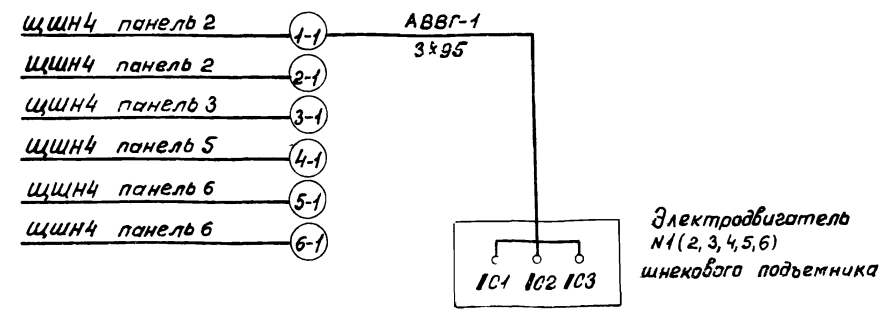 ЩШН4 панель 2
1-1
АВВГ-1
3×95
ЩШН4 панель 2
2-1
ЩШН4 панель 3
3-1
ЩШН4 панель 5
4-1
ЩШН4 панель 6
5-1
ЩШН4 панель 6
6-1
1С1 1С2 1С3
Электродвигатель
N1(2,3,4,5,6)
шнекового подъемника